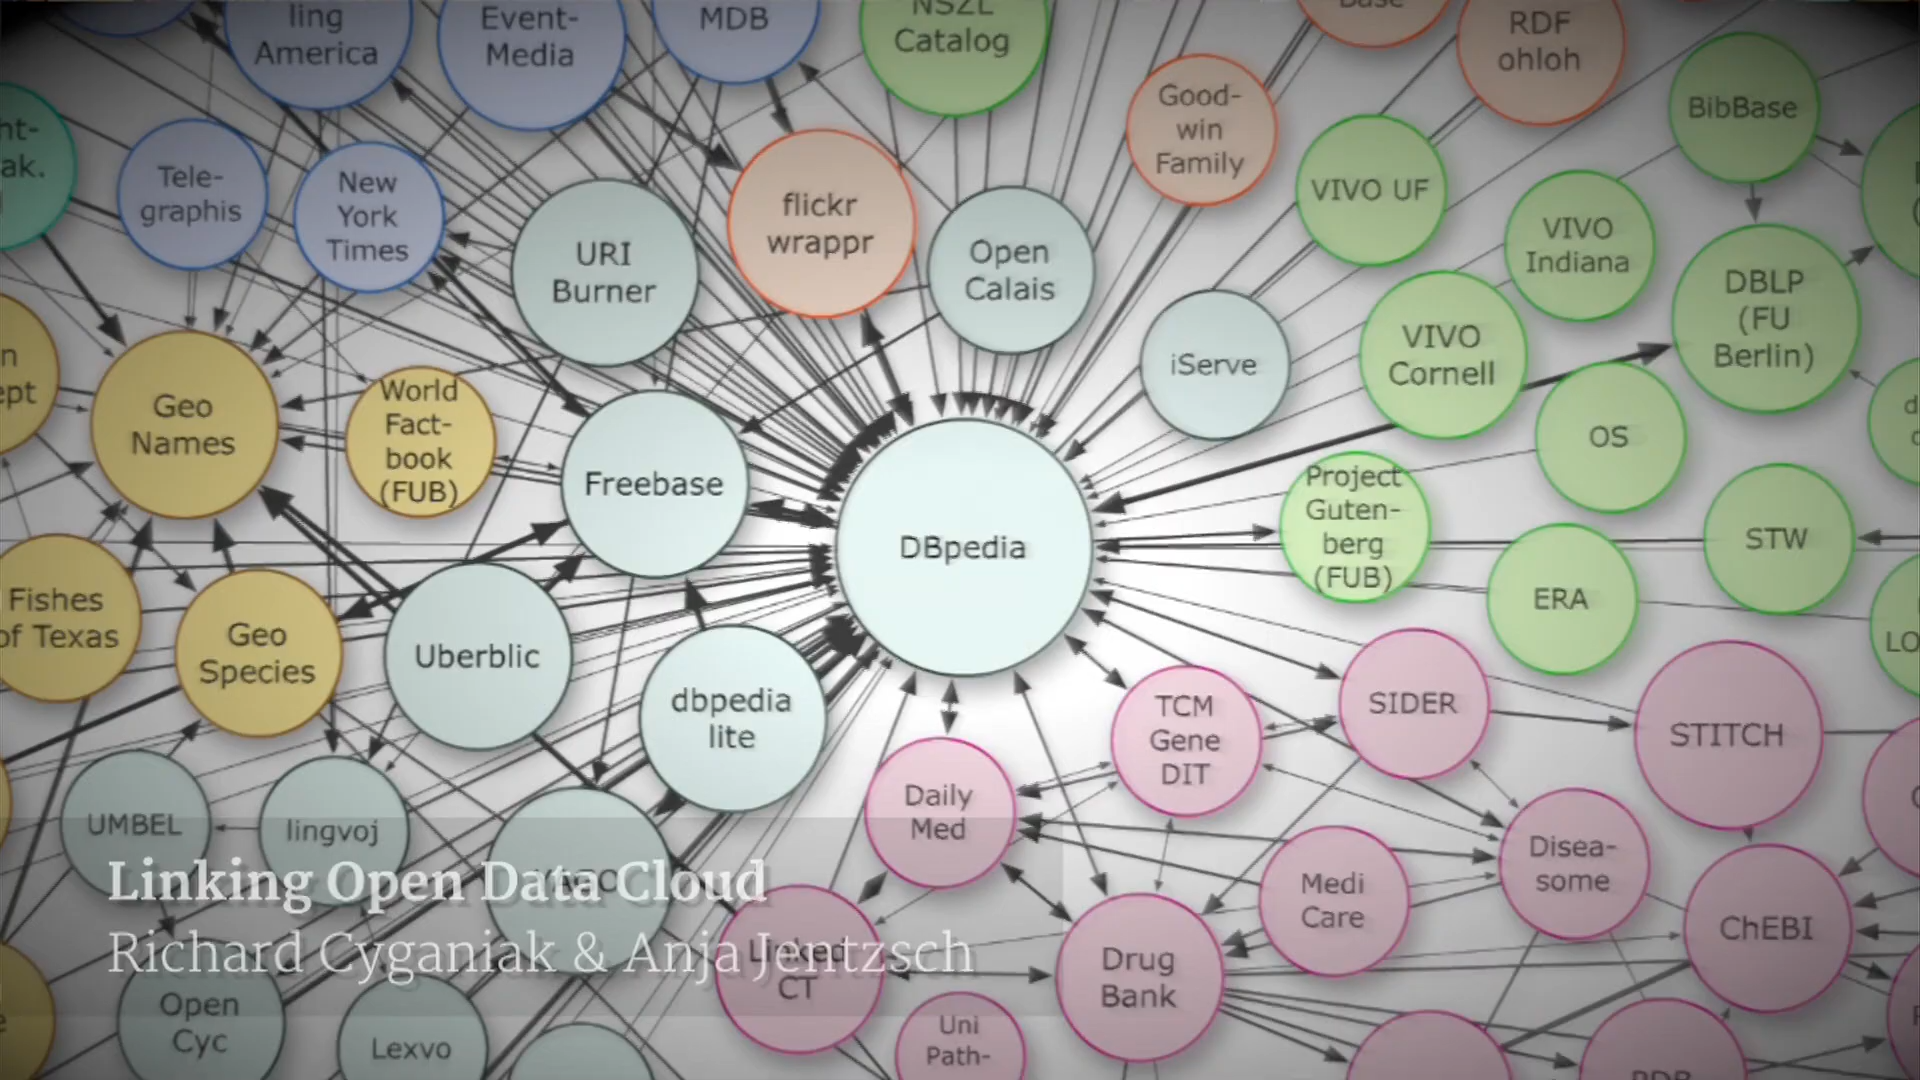 ling
America
Event-
Media
MDB
NSZL
Catalog
RDF
ohloh
Good-
win
Family
BibBase
Tele-
graphis
New
York
Times
URI
Burner
flickr
wrappr
Open
Calais
VIVO UF
VIVO
Indiana
DBLP
(FU
Berlin)
iServe
VIVO
Cornell
OS
Geo
Names
World
Fact-
book
(FUB)
Freebase
DBpedia
Project
Guten-
berg
(FUB)
STW
ERA
Fishes
of Texas
Geo
Species
Uberblic
dbpedia
lite
TCM
Gene
DIT
SIDER
STITCH
Daily
Med
UMBEL
lingvoj
Disea-
some
Medi
Care
ChEBI
Linking Open Data Cloud
Richard Cyganiak & Anja Jentzsch
Linked
CT
Drug
Bank
Open
Cyc
Lexvo
Uni
Path-